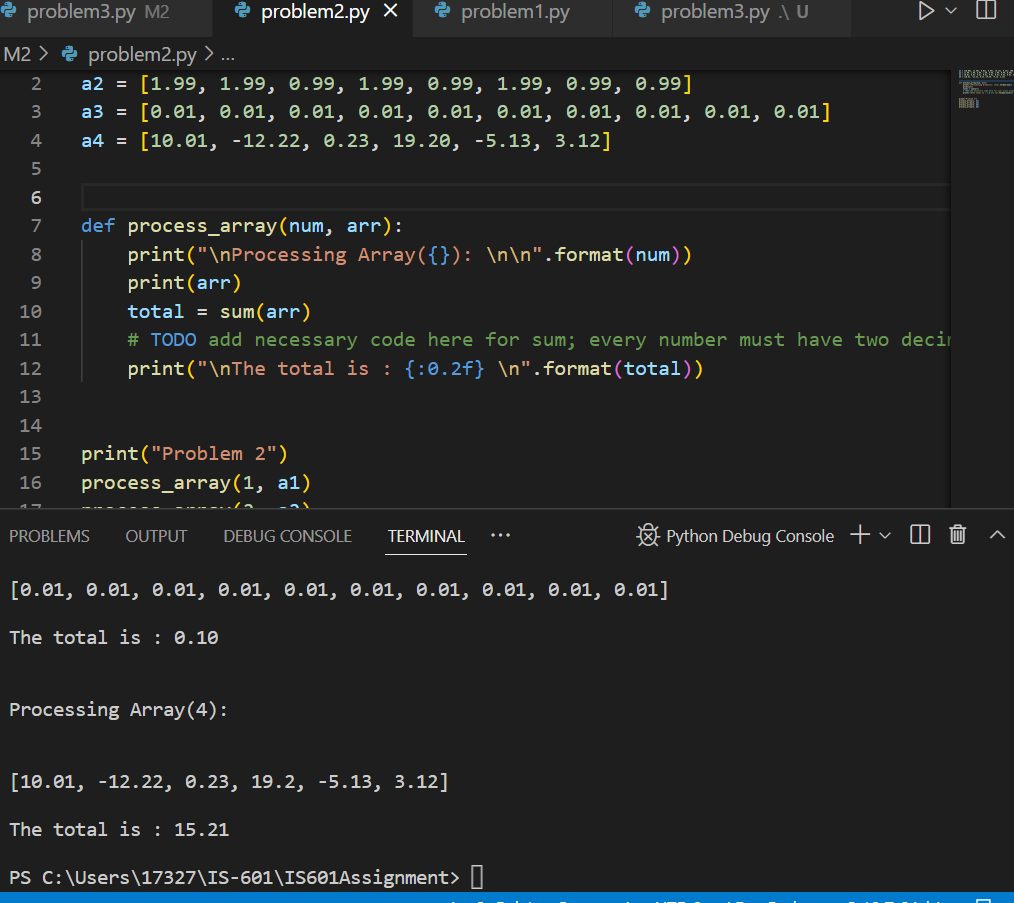 problem3.py M2 problem2.py × problem1.py problem3.py .\ U
M2 > problem2.py > ...
2 a2 = [1.99, 1.99, 0.99, 1.99, 0.99, 1.99, 0.99, 0.99]
3 a3 = [0.01, 0.01, 0.01, 0.01, 0.01, 0.01, 0.01, 0.01, 0.01, 0.01]
4 a4 = [10.01, -12.22, 0.23, 19.20, -5.13, 3.12]
5
6
7 def process_array(num, arr):
8 print("\nProcessing Array({}): \n\n".format(num))
9 print(arr)
10 total = sum(arr)
11 # TODO add necessary code here for sum; every number must have two decim
12 print("\nThe total is : {:0.2f} \n".format(total))
13
14
15 print("Problem 2")
16 process_array(1, a1)
PROBLEMS OUTPUT DEBUG CONSOLE TERMINAL ··· Python Debug Console
[0.01, 0.01, 0.01, 0.01, 0.01, 0.01, 0.01, 0.01, 0.01, 0.01]
The total is : 0.10
Processing Array(4):
[10.01, -12.22, 0.23, 19.2, -5.13, 3.12]
The total is : 15.21
PS C:\Users\17327\IS-601\IS601Assignment>